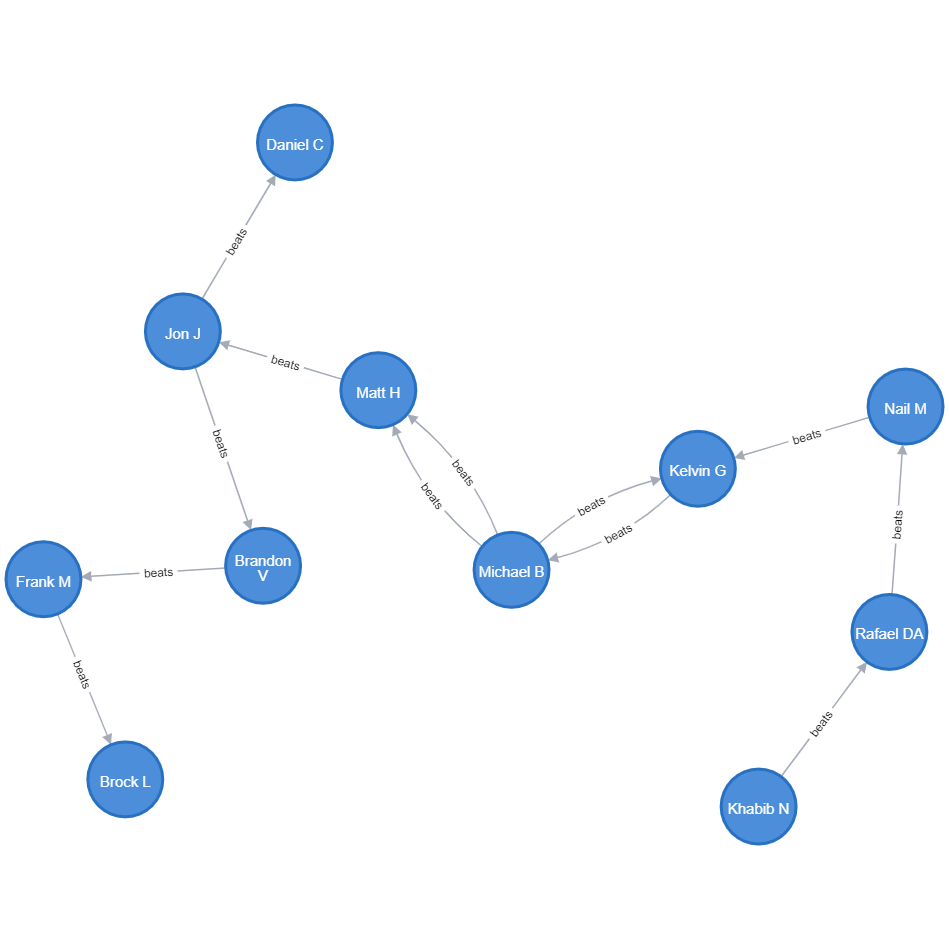 Daniel C
beats
Jon J
beats
Matt H
Nail M
beats
beats
Kelvin G
beats
beats
beats
beats
beats
Brandon
V
Michael B
beats
Frank M
Rafael DA
beats
beats
Brock L
Khabib N